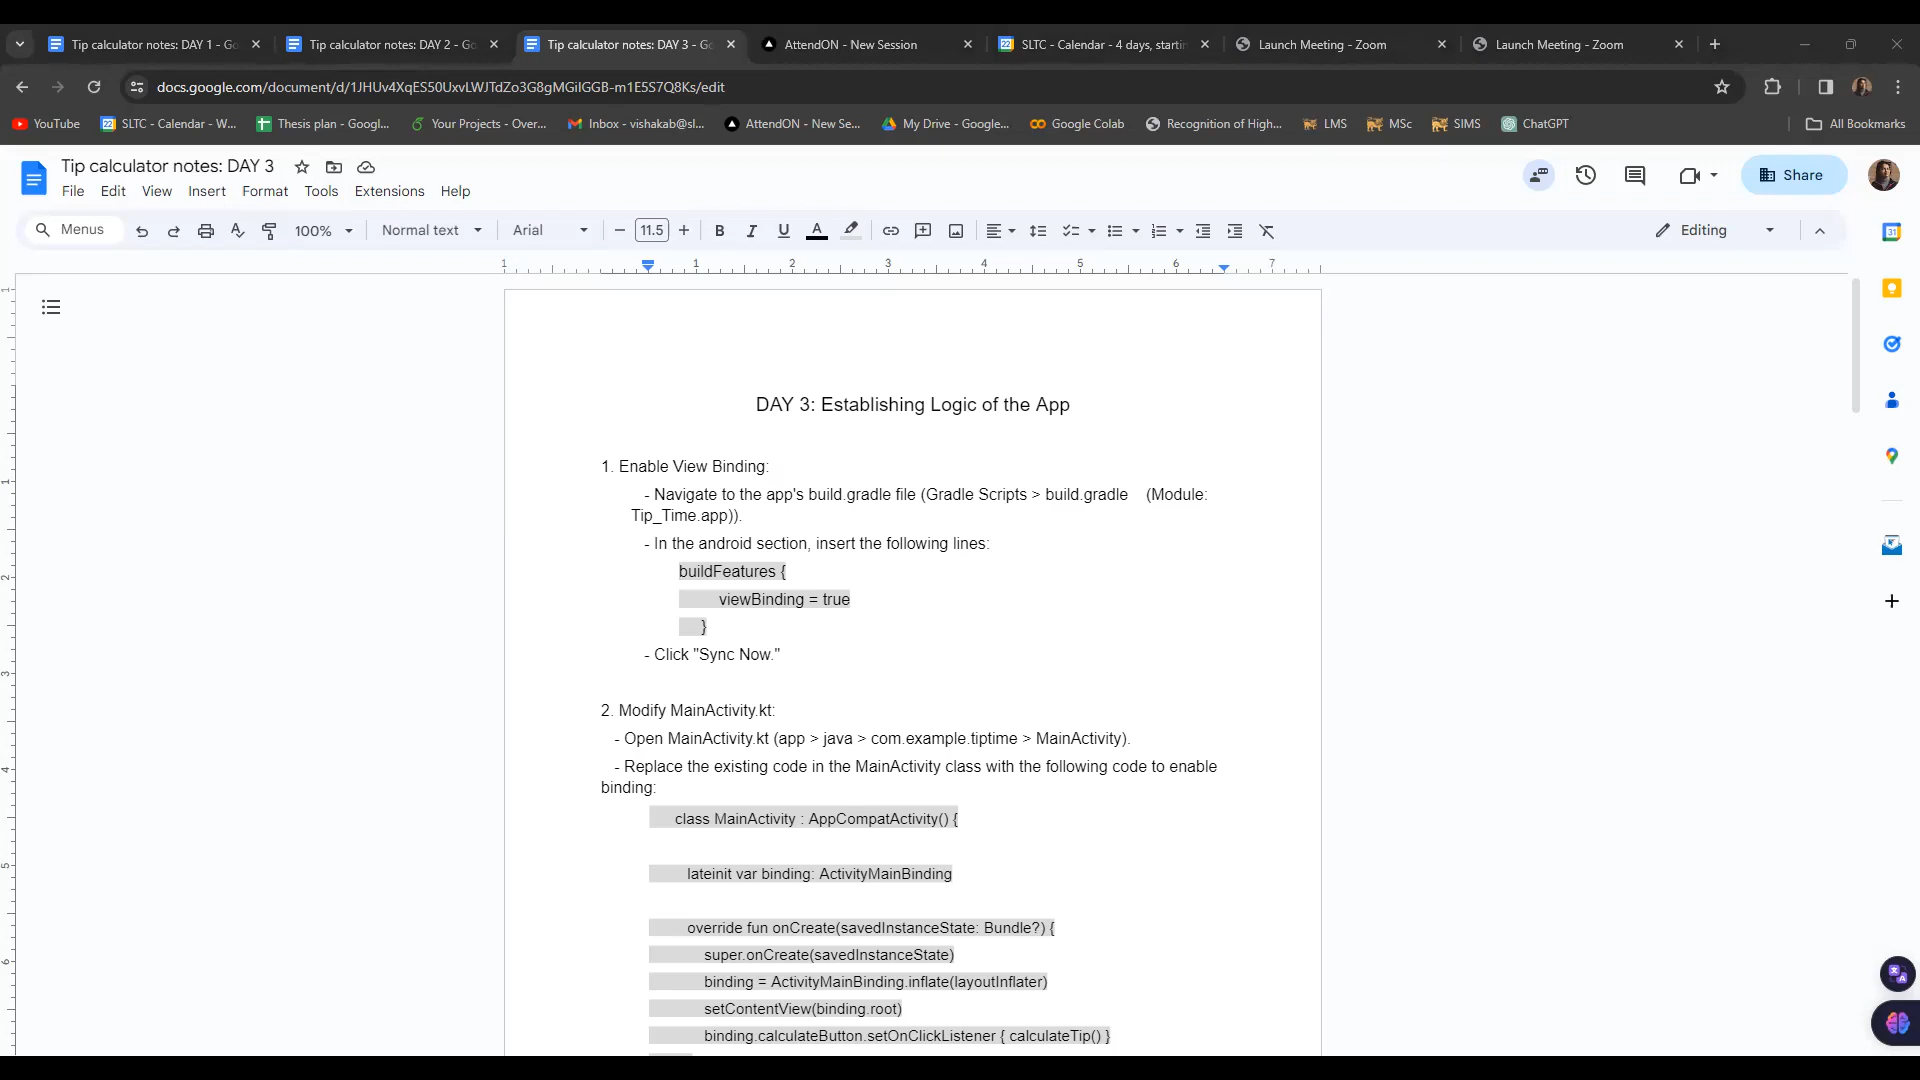 Tip calculator notes: DAY 1 - Go
Tip calculator notes: DAY 2 - Go
Tip calculator notes: DAY 3 - Go
AttendON - New Session
SLTC - Calendar - 4 days, startin
Launch Meeting - Zoom
Launch Meeting - Zoom
docs.google.com/document/d/1JHUv4XqES50UxvLWJTdZo3G8gMGiIGGB-m1E5S7Q8Ks/edit
YouTube
SLTC - Calendar - W...
Thesis plan - Googl...
Your Projects - Over...
Inbox - vishakab@sl...
AttendON - New Se...
My Drive - Google...
Google Colab
Recognition of High...
LMS
MSc
SIMS
ChatGPT
All Bookmarks
Tip calculator notes: DAY 3
File Edit View Insert Format Tools Extensions Help
Share
Menus
100%
Normal text
Arial
11.5
Editing
1 1 2 3 4 5 6 7
DAY 3: Establishing Logic of the App
1. Enable View Binding:
- Navigate to the app's build.gradle file (Gradle Scripts > build.gradle (Module:
Tip_Time.app)).
- In the android section, insert the following lines:
buildFeatures {
viewBinding = true
}
- Click "Sync Now."
2. Modify MainActivity.kt:
- Open MainActivity.kt (app > java > com.example.tiptime > MainActivity).
- Replace the existing code in the MainActivity class with the following code to enable
binding:
class MainActivity : AppCompatActivity() {
lateinit var binding: ActivityMainBinding
override fun onCreate(savedInstanceState: Bundle?) {
super.onCreate(savedInstanceState)
binding = ActivityMainBinding.inflate(layoutInflater)
setContentView(binding.root)
binding.calculateButton.setOnClickListener { calculateTip() }